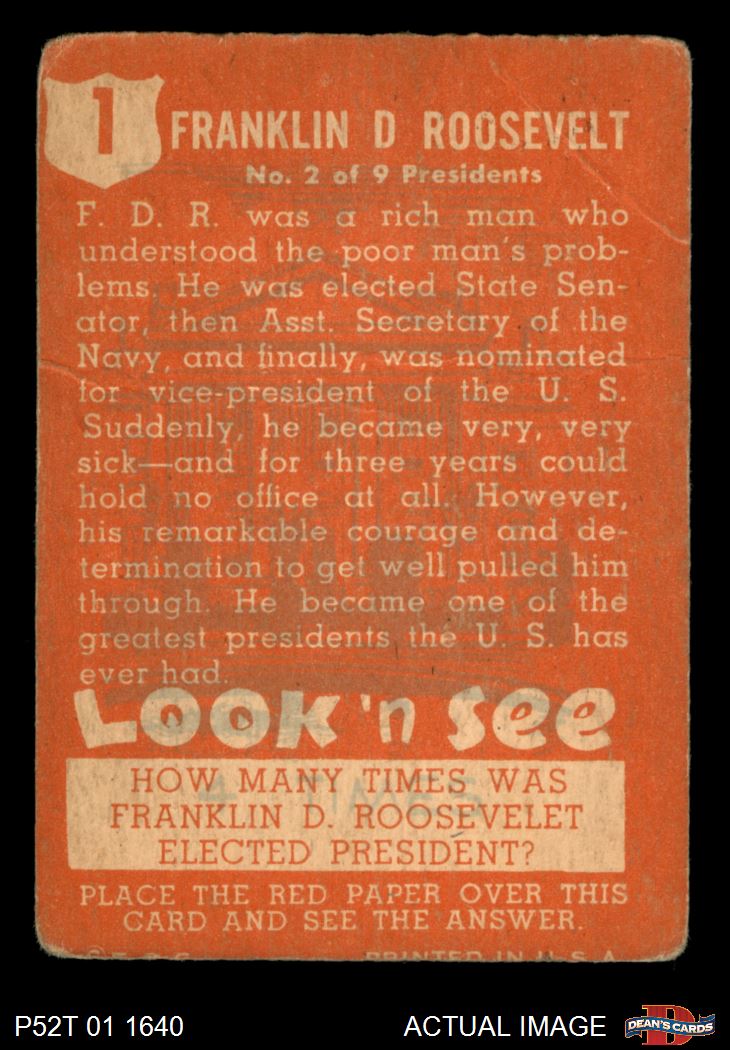 1
FRANKLIN D ROOSEVELT
No. 2 of 9 Presidents
F. D. R. was a rich man who
understood the poor man's prob-
lems. He was elected State Sen-
ator, then Asst. Secretary of the
Navy, and finally, was nominated
for vice-president of the U. S.
Suddenly, he became very, very
sick—and for three years could
hold no office at all. However,
his remarkable courage and de-
termination to get well pulled him
through. He became one of the
greatest presidents the U. S. has
ever had.
LOOK 'n SEE
HOW MANY TIMES WAS
FRANKLIN D. ROOSEVELET
ELECTED PRESIDENT?
4 TIMES
PLACE THE RED PAPER OVER THIS
CARD AND SEE THE ANSWER.
PRINTED IN U. S. A.
P52T 01 1640
ACTUAL IMAGE
DEAN'S CARDS